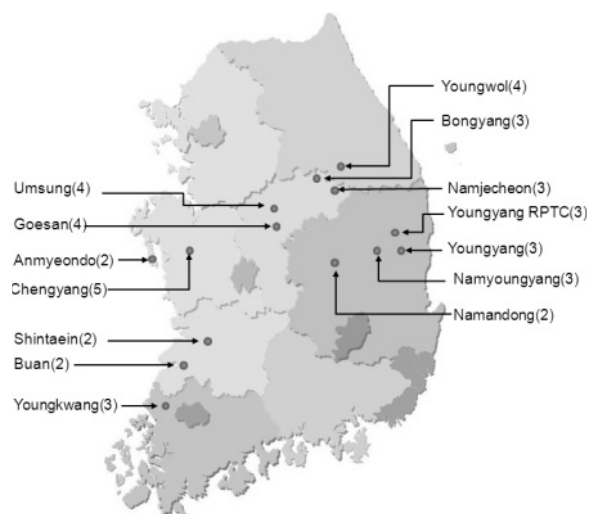 Youngwol(4)
Bongyang(3)
Umsung(4)
Namjecheon(3)
Youngyang RPTC(3)
Goesan(4)
Youngyang(3)
Anmyeondo(2)
Namyoungyang(3)
Chengyang(5)
Namandong(2)
Shintaein(2)
Buan(2)
Youngkwang(3)